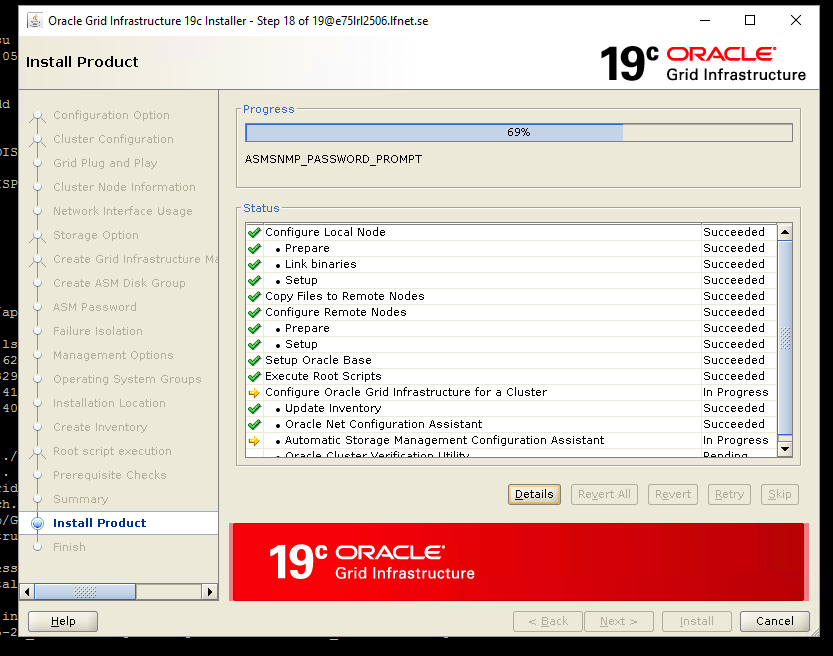 Oracle Grid Infrastructure 19c Installer - Step 18 of 19@e75lrl2506.lfnet.se
Install Product
19c ORACLE
Grid Infrastructure
Configuration Option
Cluster Configuration
Grid Plug and Play
Cluster Node Information
Network Interface Usage
Storage Option
Create Grid Infrastructure Ma
Create ASM Disk Group
ASM Password
Failure Isolation
Management Options
Operating System Groups
Installation Location
Create Inventory
Root script execution
Prerequisite Checks
Summary
Install Product
Finish
Progress
69%
ASMSNMP_PASSWORD_PROMPT
Status
Configure Local Node Succeeded
• Prepare Succeeded
• Link binaries Succeeded
• Setup Succeeded
Copy Files to Remote Nodes Succeeded
Configure Remote Nodes Succeeded
• Prepare Succeeded
• Setup Succeeded
Setup Oracle Base Succeeded
Execute Root Scripts Succeeded
Configure Oracle Grid Infrastructure for a Cluster In Progress
• Update Inventory Succeeded
• Oracle Net Configuration Assistant Succeeded
• Automatic Storage Management Configuration Assistant In Progress
• Oracle Cluster Verification Utility Pending
Details Revert All Revert Retry Skip
19c ORACLE
Grid Infrastructure
Help < Back Next > Install Cancel